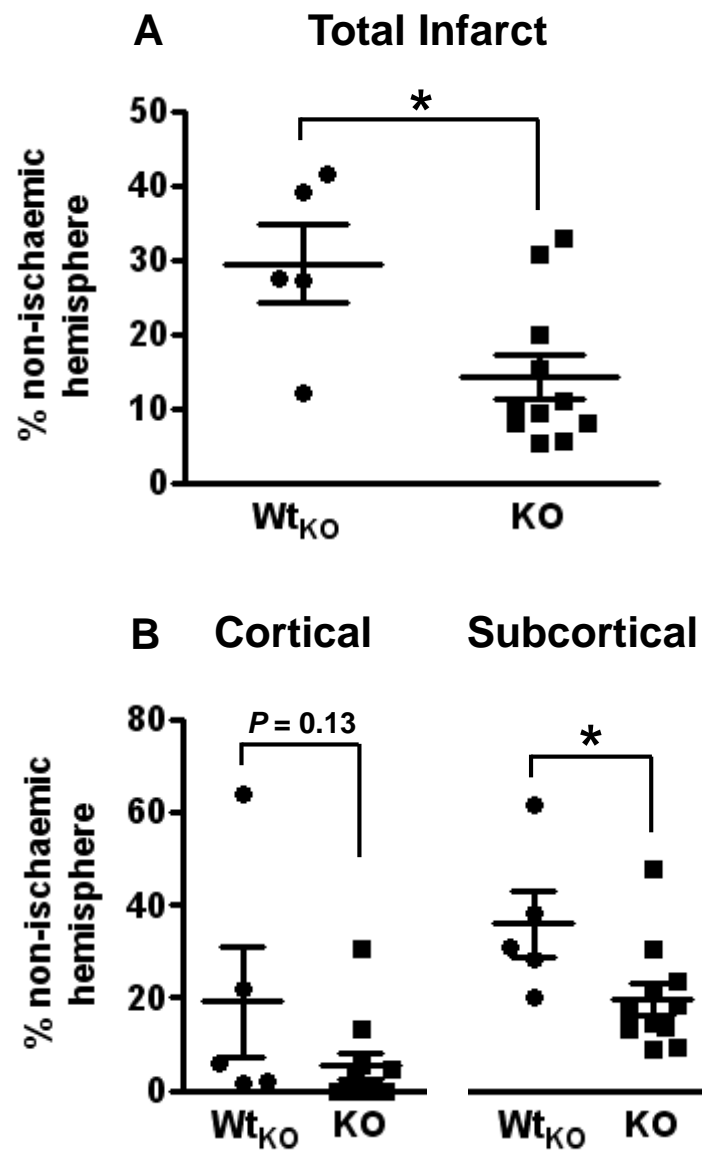 A Total Infarct
*
50
40
30
20
10
0
% non-ischaemic
hemisphere
WtKO KO
B Cortical Subcortical
P = 0.13
*
80
60
40
20
0
% non-ischaemic
hemisphere
WtKO KO WtKO KO